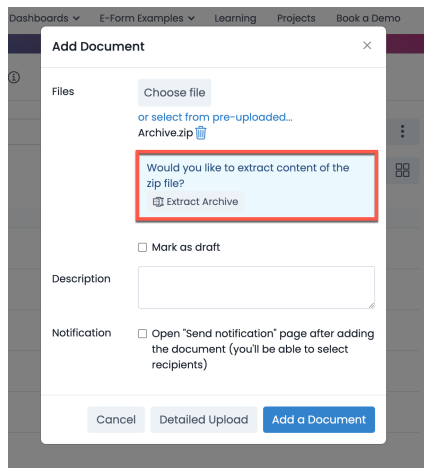 Dashboards E-Form Examples Learning Projects Book a Demo
Add Document
Files
Choose file
or select from pre-uploaded...
Archive.zip
Would you like to extract content of the
zip file?
Extract Archive
Mark as draft
Description
Notification
Open "Send notification" page after adding
the document (you'll be able to select
recipients)
Cancel Detailed Upload Add a Document